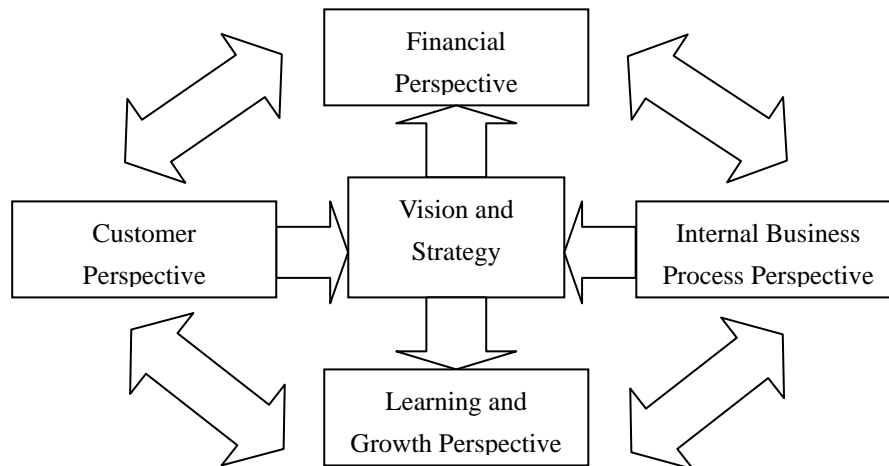 Financial
Perspective
Vision and
Strategy
Customer
Perspective
Internal Business
Process Perspective
Learning and
Growth Perspective